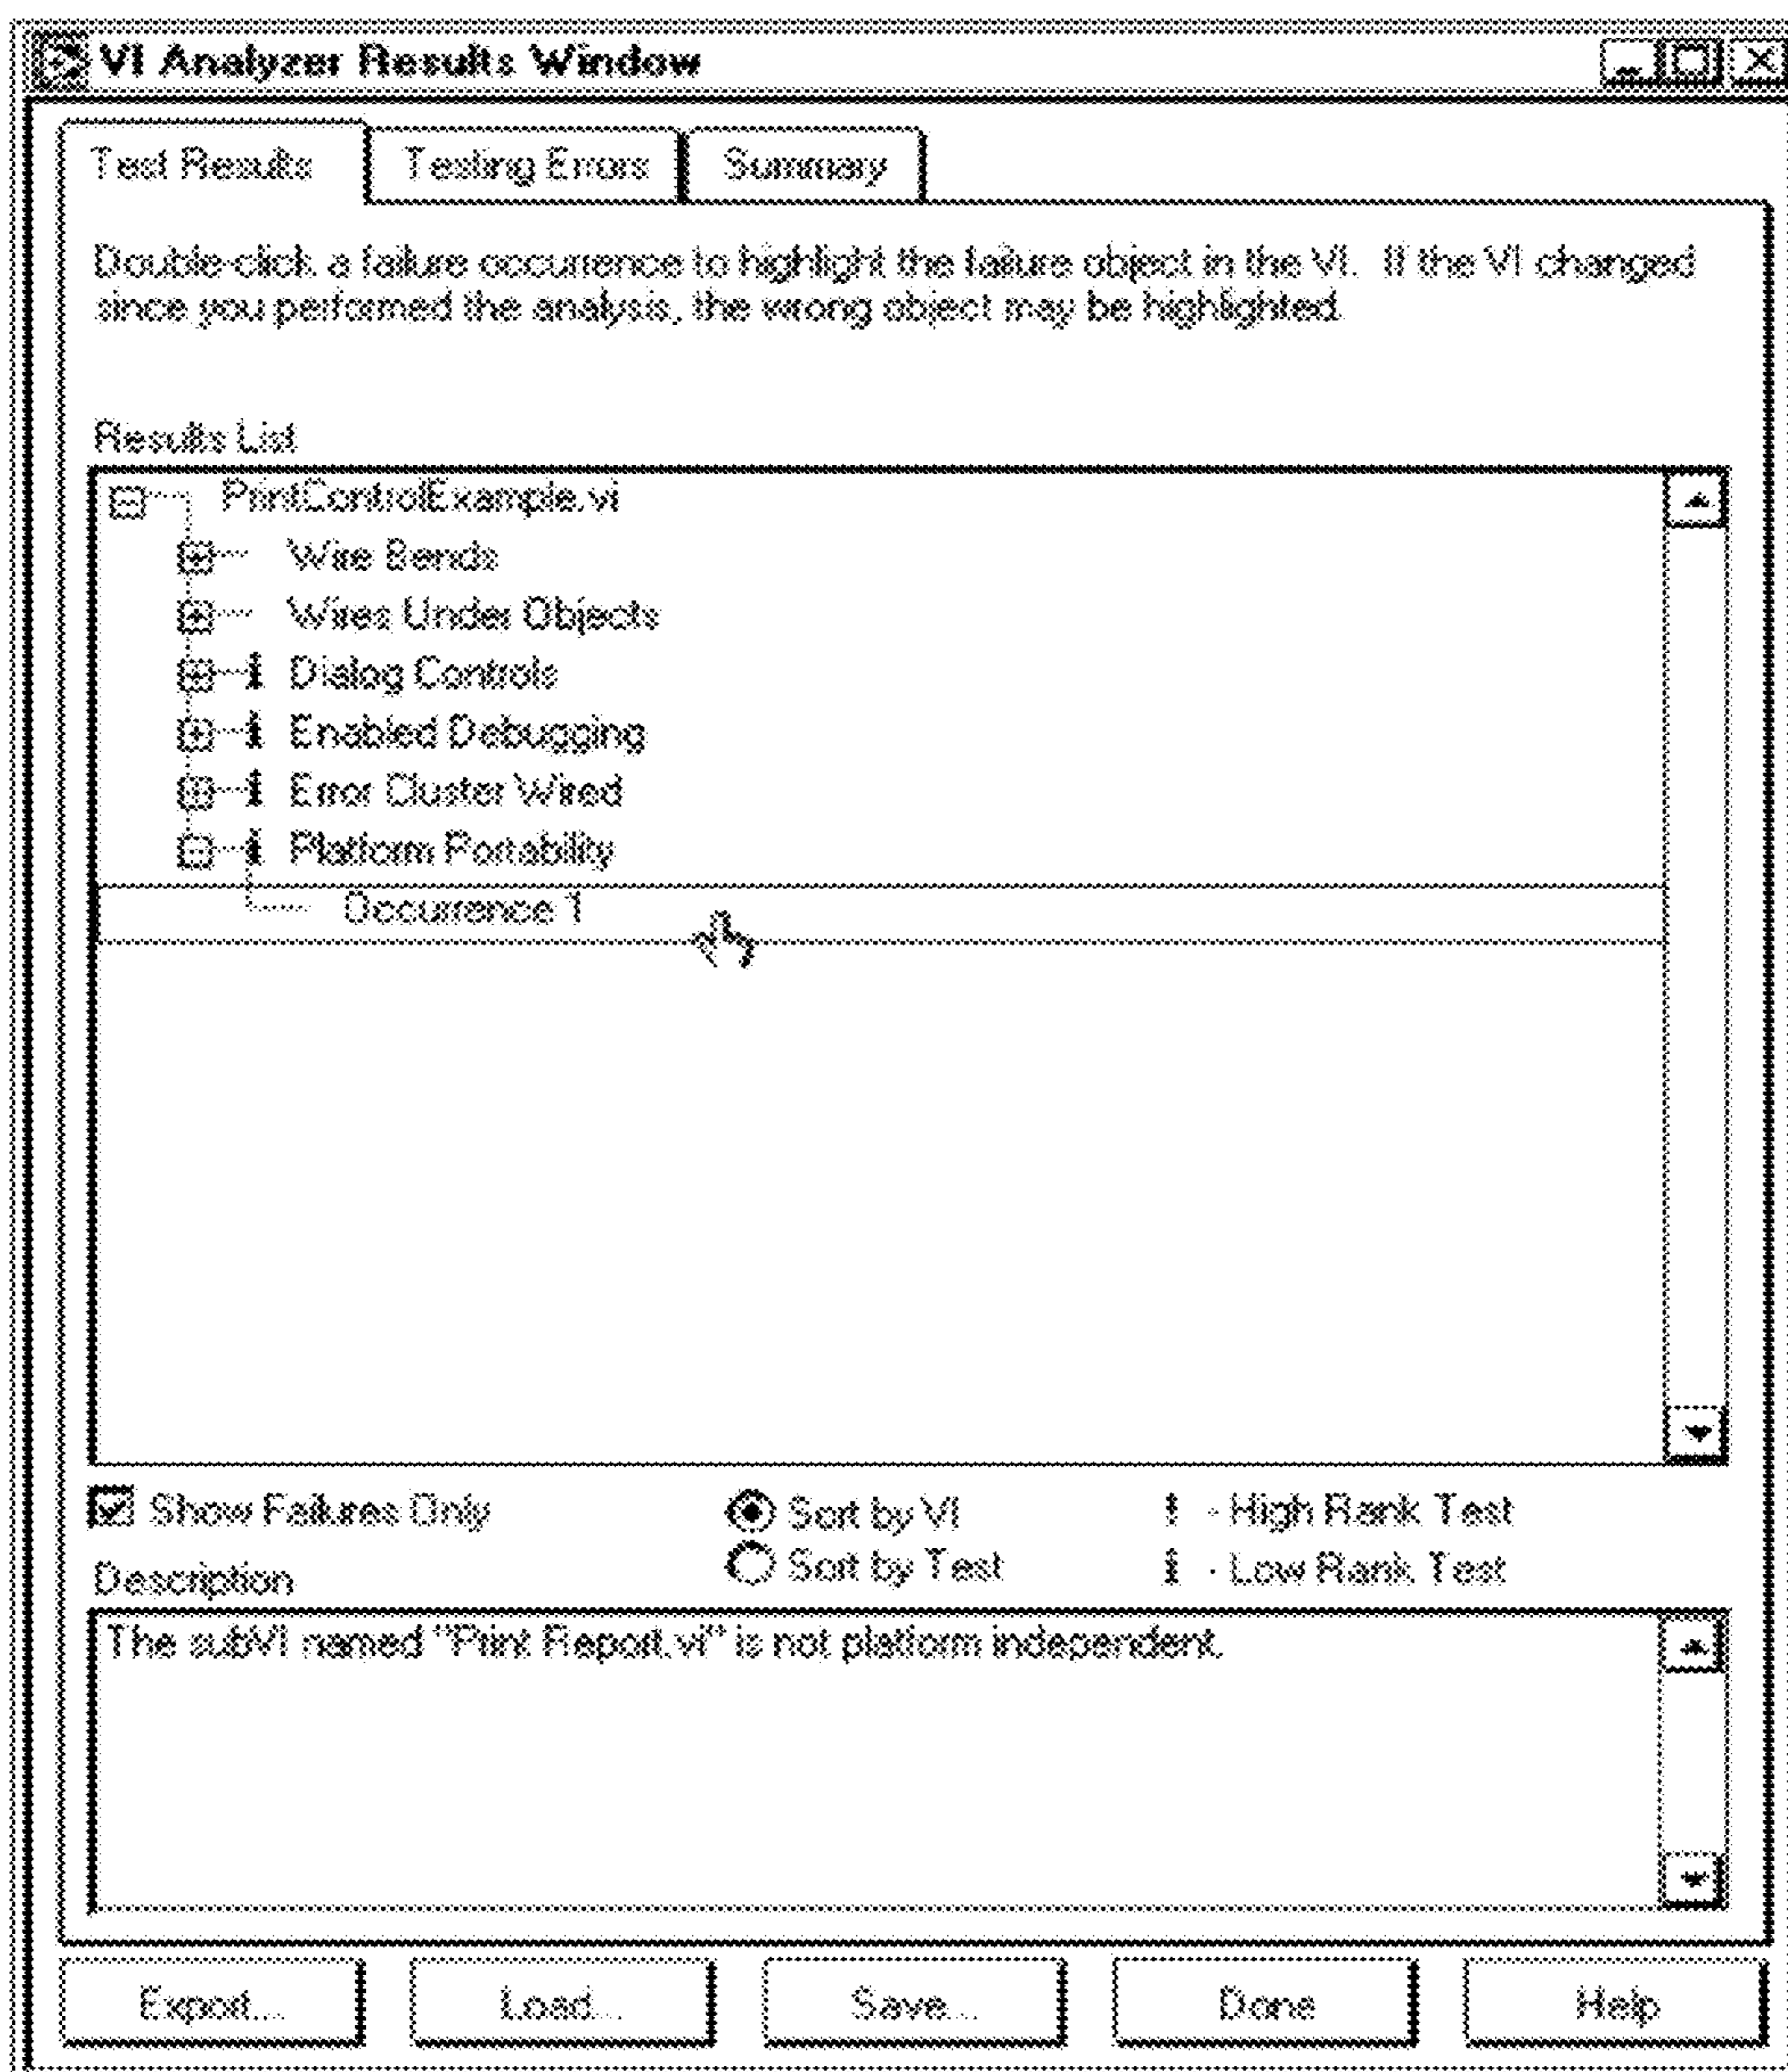 VI Analyzer Results Window
Test Results
Testing Errors
Summary
Double-click a failure occurrence to highlight the failure object in the VI. If the VI changed
since you performed the analysis, the wrong object may be highlighted.
Results List
PrintControlExample.vi
Wire Bends
Wires Under Objects
i Dialog Controls
i Enabled Debugging
i Error Cluster Wired
i Platform Portability
Occurrence 1
Show Failures Only
Sort by VI
! - High Rank Test
Sort by Test
i - Low Rank Test
Description
The subVI named "Print Report.vi" is not platform independent.
Export...
Load...
Save...
Done
Help